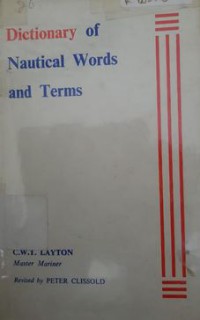 Dictionary of
Nautical Words
and Terms
C.W.T. LAYTON
Master Mariner
Revised by PETER CLISSOLD